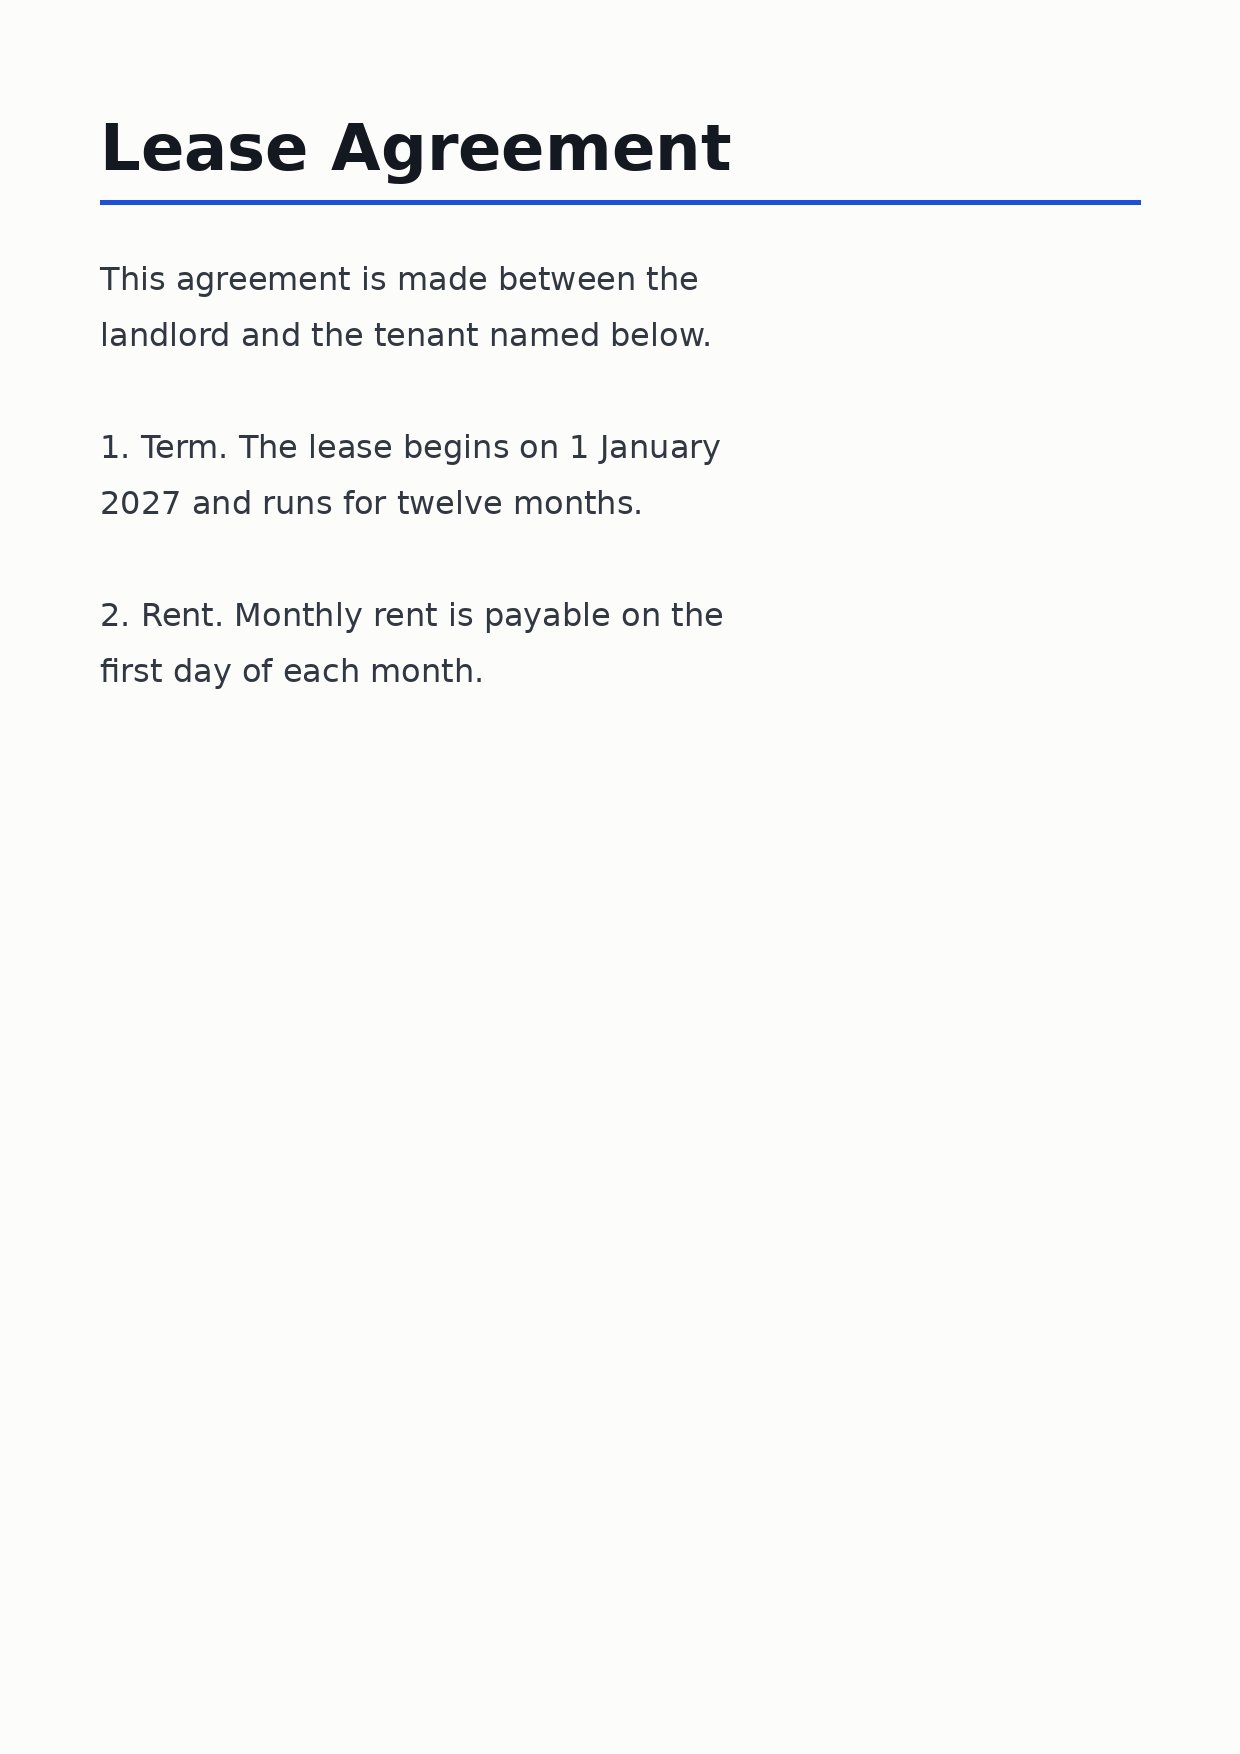 Lease Agreement
This agreement is made between the
landlord and the tenant named below.
1. Term. The lease begins on 1 January
2027 and runs for twelve months.
2. Rent. Monthly rent is payable on the
first day of each month.